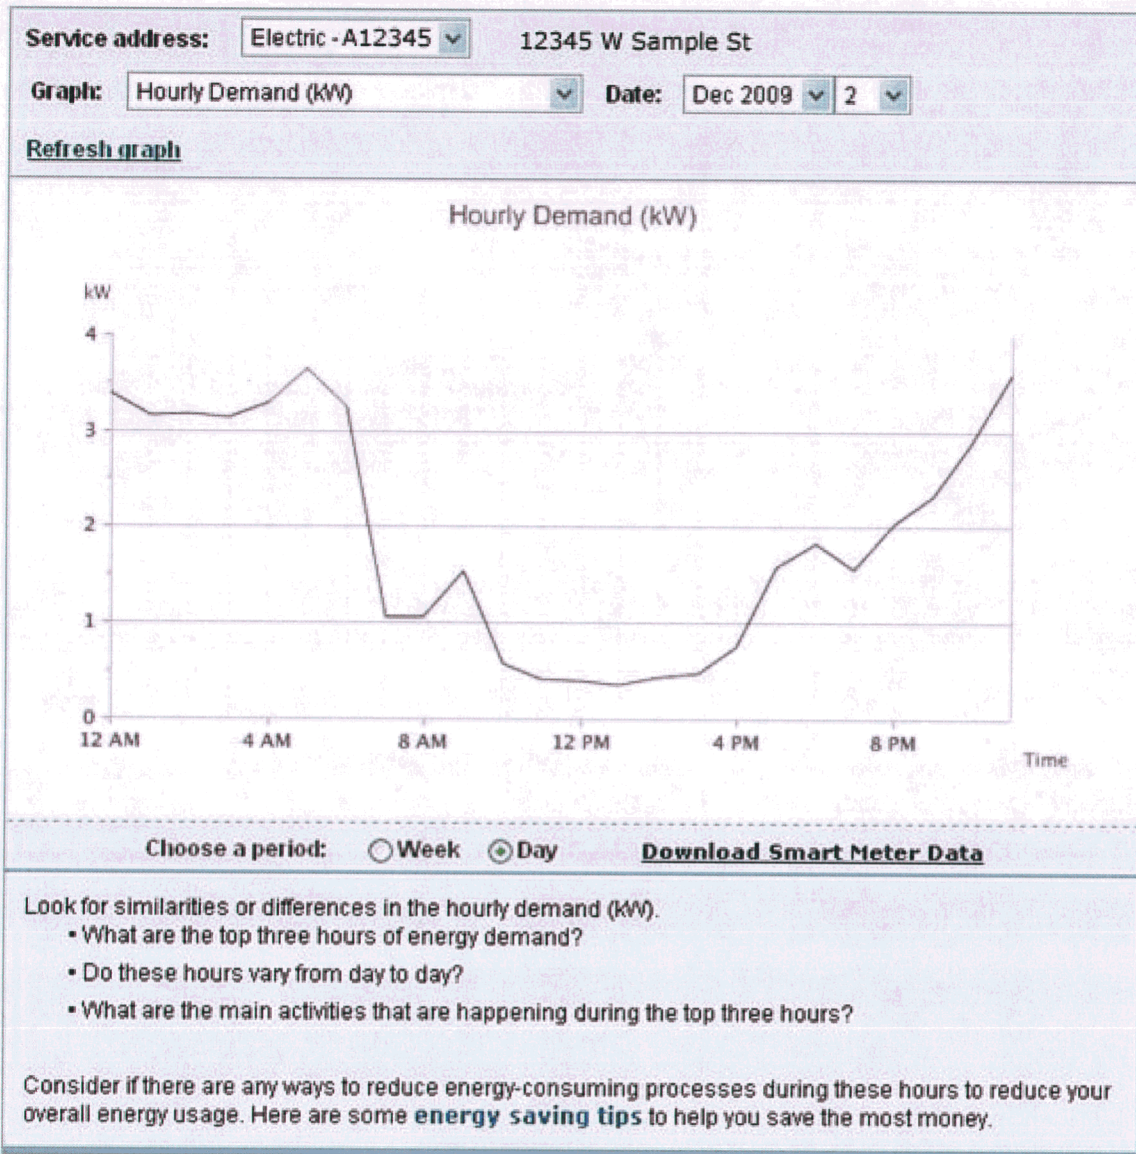 Service address: Electric - A12345 12345 W Sample St
Graph: Hourly Demand (kW) Date: Dec 2009 2
Refresh graph
Hourly Demand (kW)
kW
4
3
2
1
0
12 AM 4 AM 8 AM 12 PM 4 PM 8 PM
Time
Choose a period: Week Day Download Smart Meter Data
Look for similarities or differences in the hourly demand (kW).
• What are the top three hours of energy demand?
• Do these hours vary from day to day?
• What are the main activities that are happening during the top three hours?
Consider if there are any ways to reduce energy-consuming processes during these hours to reduce your
overall energy usage. Here are some energy saving tips to help you save the most money.